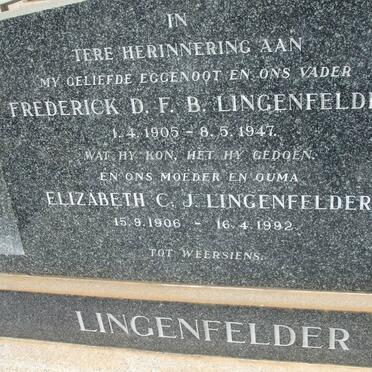 IN
TERE HERINNERING AAN
MY GELIEFDE EGGENOOT EN ONS VADER
FREDERICK D. F. B. LINGENFELDE
1.4.1905 - 8.5.1947.
WAT HY KON, HET HY GEDOEN.
EN ONS MOEDER EN OUMA
ELIZABETH C. J. LINGENFELDER
15.9.1906 - 16.4.1992
TOT WEERSIENS.
LINGENFELDER